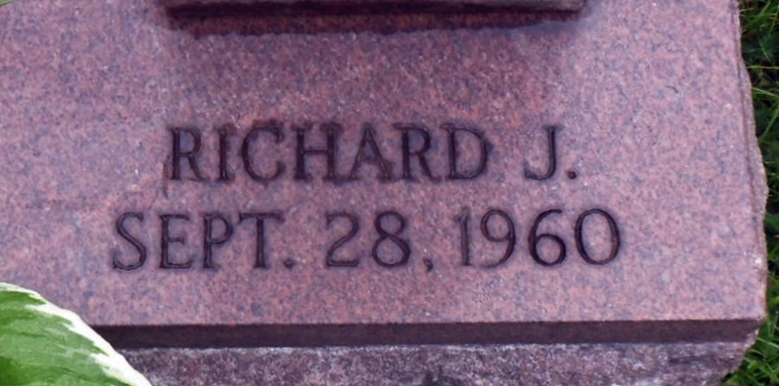 RICHARD J.
SEPT. 28, 1960